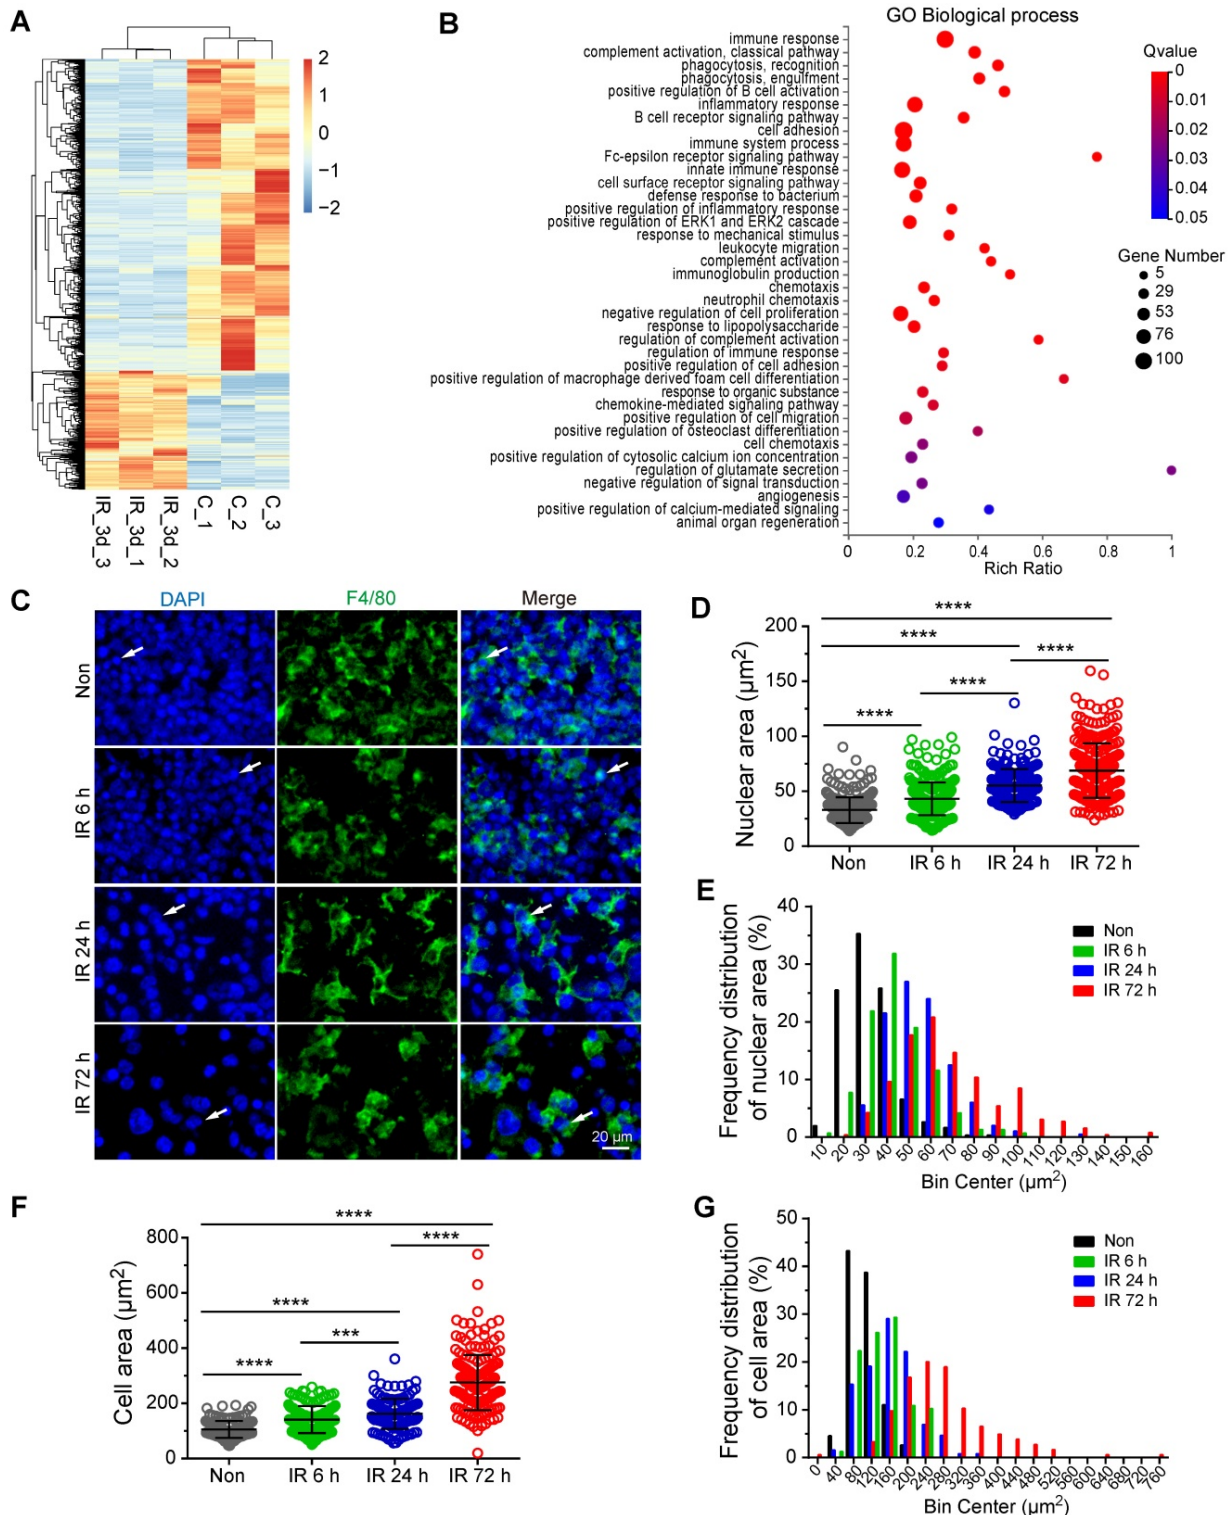 A
2
1
0
−1
−2
IR_3d_3
IR_3d_1
IR_3d_2
C_1
C_2
C_3
B
GO Biological process
immune response
complement activation, classical pathway
phagocytosis, recognition
phagocytosis, engulfment
positive regulation of B cell activation
inflammatory response
B cell receptor signaling pathway
cell adhesion
immune system process
Fc-epsilon receptor signaling pathway
innate immune response
cell surface receptor signaling pathway
defense response to bacterium
positive regulation of inflammatory response
positive regulation of ERK1 and ERK2 cascade
response to mechanical stimulus
leukocyte migration
complement activation
immunoglobulin production
chemotaxis
neutrophil chemotaxis
negative regulation of cell proliferation
response to lipopolysaccharide
regulation of complement activation
regulation of immune response
positive regulation of cell adhesion
positive regulation of macrophage derived foam cell differentiation
response to organic substance
chemokine-mediated signaling pathway
positive regulation of cell migration
positive regulation of osteoclast differentiation
cell chemotaxis
positive regulation of cytosolic calcium ion concentration
regulation of glutamate secretion
negative regulation of signal transduction
angiogenesis
positive regulation of calcium-mediated signaling
animal organ regeneration
0 0.2 0.4 0.6 0.8 1
Rich Ratio
Qvalue
0
0.01
0.02
0.03
0.04
0.05
Gene Number
5
29
53
76
100
C
DAPI F4/80 Merge
Non
IR 6 h
IR 24 h
IR 72 h
20 µm
D
Nuclear area (µm²)
200
150
100
50
0
****
****
****
****
****
Non IR 6 h IR 24 h IR 72 h
E
Frequency distribution
of nuclear area (%)
40
30
20
10
0
Non
IR 6 h
IR 24 h
IR 72 h
10 20 30 40 50 60 70 80 90 100 110 120 130 140 150 160
Bin Center (µm²)
F
Cell area (µm²)
800
600
400
200
0
****
****
****
***
****
Non IR 6 h IR 24 h IR 72 h
G
Frequency distribution
of cell area (%)
50
40
30
20
10
0
Non
IR 6 h
IR 24 h
IR 72 h
0 40 80 120 160 200 240 280 320 360 400 440 480 520 560 600 640 680 720 760
Bin Center (µm²)